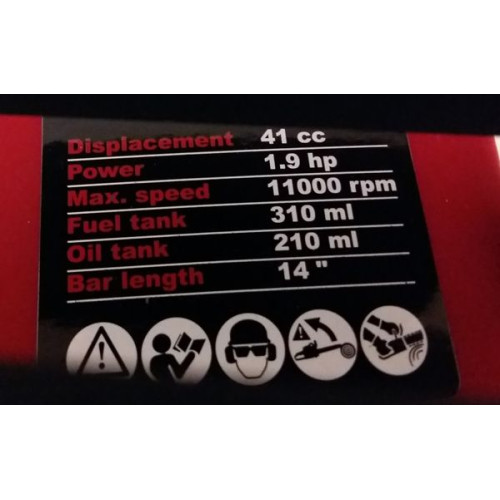 Displacement 41 cc
Power 1.9 hp
Max. speed 11000 rpm
Fuel tank 310 ml
Oil tank 210 ml
Bar length 14 "